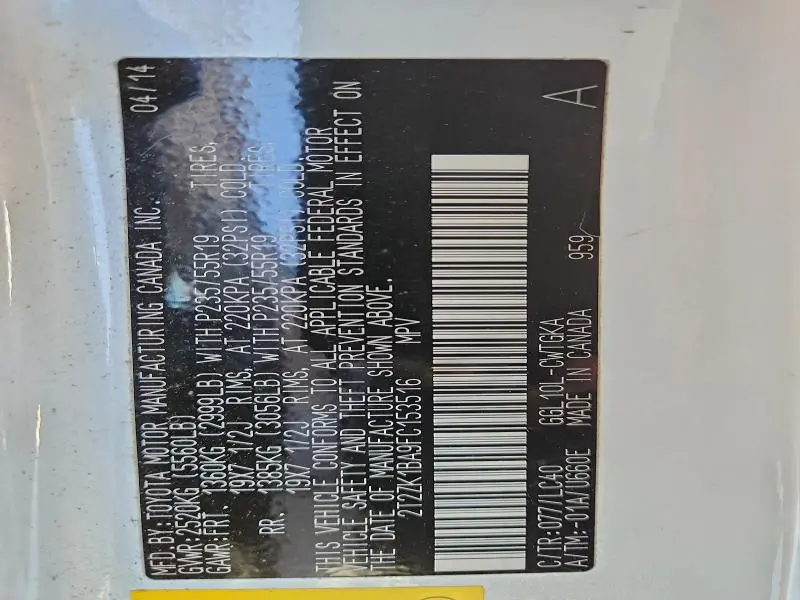 MFD.BY:TOYOTA MOTOR MANUFACTURING CANADA INC. 04/14
GVWR:2520KG (5560LB)
GAWR:FRT 1360KG (2999LB) WITH P235/55R19 TIRES,
19X7 1/2J RIMS, AT 220KPA (32PSI) COLD.
RR. 1385KG (3056LB) WITH P235/55R19 TIRES,
19X7 1/2J RIMS, AT 220KPA (32PSI) COLD.
THIS VEHICLE CONFORMS TO ALL APPLICABLE FEDERAL MOTOR
VEHICLE SAFETY AND THEFT PREVENTION STANDARDS IN EFFECT ON
THE DATE OF MANUFACTURE SHOWN ABOVE.
2T2ZK1BA9FC153516 MPV
C/TR:077/LC40 GGL10L-CWTGKA 959 A
A/TM:-01A/U660E MADE IN CANADA